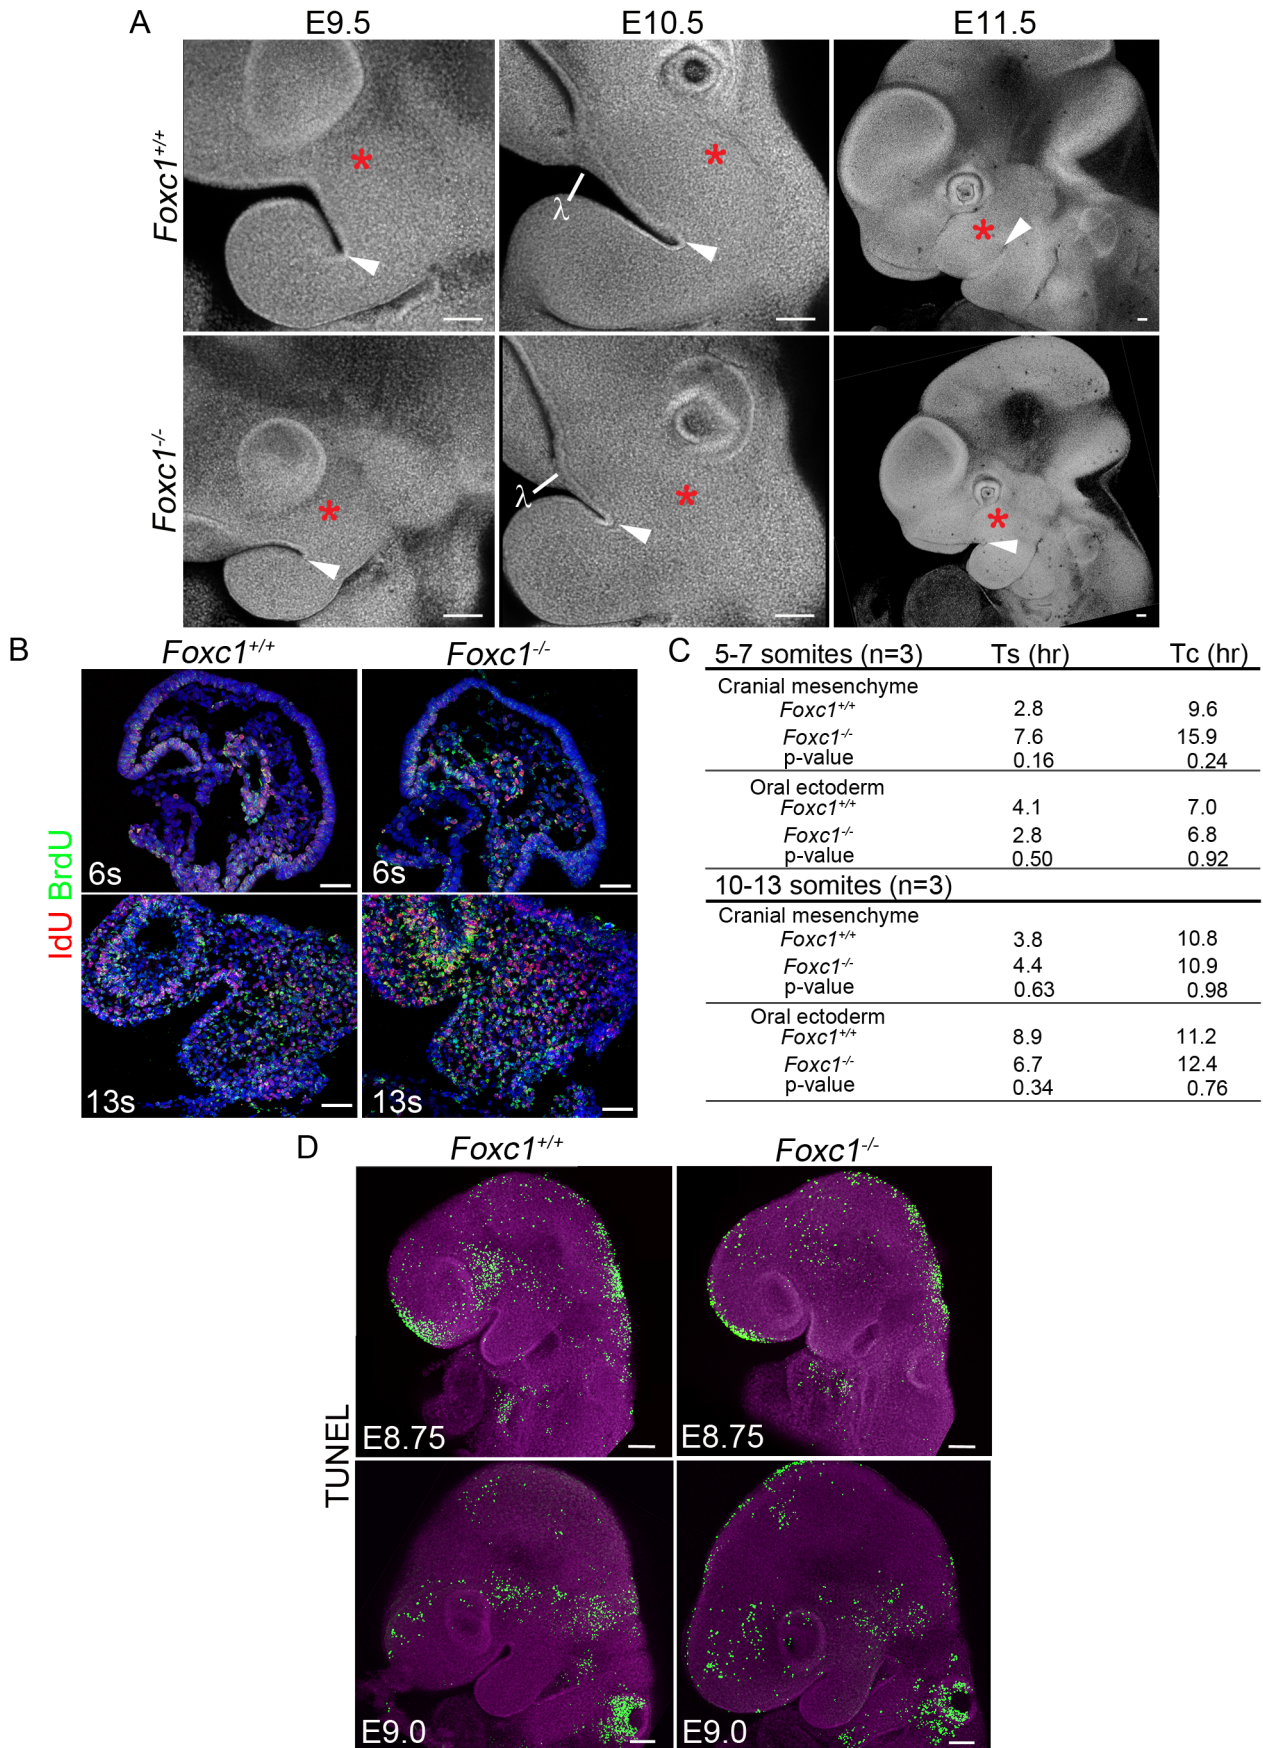 A E9.5 E10.5 E11.5
Foxc1+/+
* * *
λ
Foxc1-/-
* * *
λ
B Foxc1+/+ Foxc1-/-
IdU BrdU
6s 6s
13s 13s
C 5-7 somites (n=3) Ts (hr) Tc (hr)
Cranial mesenchyme
Foxc1+/+ 2.8 9.6
Foxc1-/- 7.6 15.9
p-value 0.16 0.24
Oral ectoderm
Foxc1+/+ 4.1 7.0
Foxc1-/- 2.8 6.8
p-value 0.50 0.92
10-13 somites (n=3)
Cranial mesenchyme
Foxc1+/+ 3.8 10.8
Foxc1-/- 4.4 10.9
p-value 0.63 0.98
Oral ectoderm
Foxc1+/+ 8.9 11.2
Foxc1-/- 6.7 12.4
p-value 0.34 0.76
D Foxc1+/+ Foxc1-/-
TUNEL
E8.75 E8.75
E9.0 E9.0